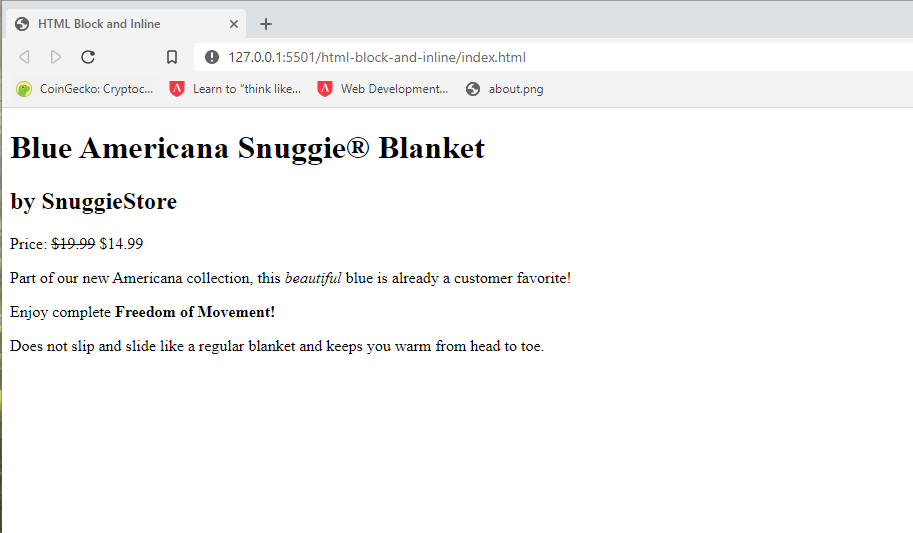 HTML Block and Inline
127.0.0.1:5501/html-block-and-inline/index.html
CoinGecko: Cryptoc... Learn to “think like... Web Development... about.png
Blue Americana Snuggie® Blanket
by SnuggieStore
Price: $19.99 $14.99
Part of our new Americana collection, this beautiful blue is already a customer favorite!
Enjoy complete Freedom of Movement!
Does not slip and slide like a regular blanket and keeps you warm from head to toe.